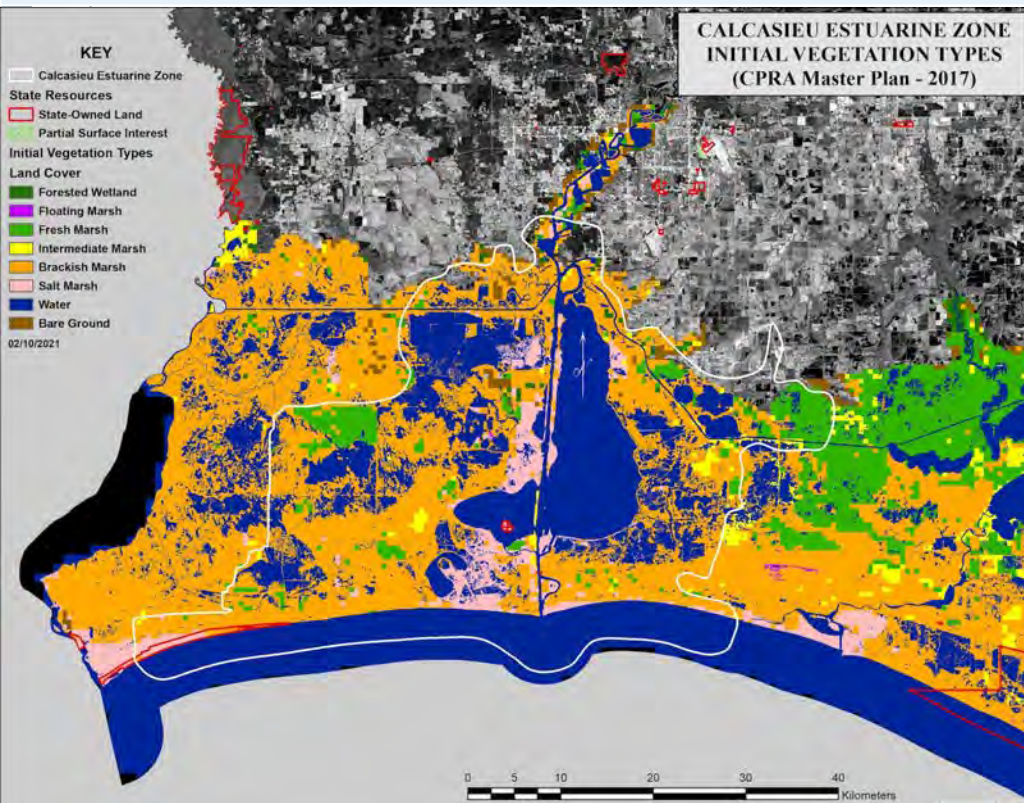 CALCASIEU ESTUARINE ZONE
INITIAL VEGETATION TYPES
(CPRA Master Plan - 2017)
KEY
Calcasieu Estuarine Zone
State Resources
State-Owned Land
Partial Surface Interest
Initial Vegetation Types
Land Cover
Forested Wetland
Floating Marsh
Fresh Marsh
Intermediate Marsh
Brackish Marsh
Salt Marsh
Water
Bare Ground
02/10/2021
0 5 10 20 30 40
Kilometers